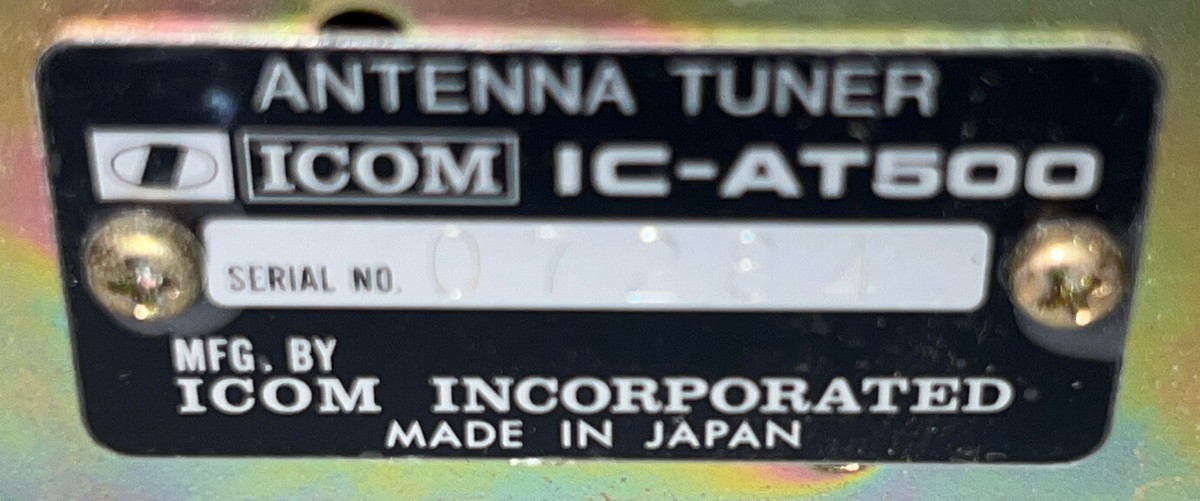 ANTENNA TUNER
ICOM IC-AT500
SERIAL NO. 07284
MFG. BY
ICOM INCORPORATED
MADE IN JAPAN